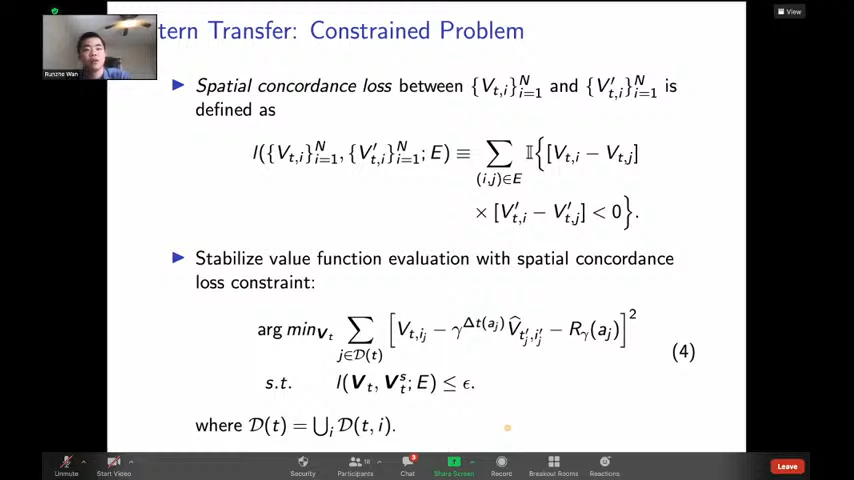 View
tern Transfer: Constrained Problem
Runzhe Wan
▶ Spatial concordance loss between {V_{t,i}}_{i=1}^N and {V'_{t,i}}_{i=1}^N is
defined as
l({V_{t,i}}_{i=1}^N, {V'_{t,i}}_{i=1}^N; E) ≡ ∑_{(i,j)∈E} 𝕀{[V_{t,i} − V_{t,j}]
× [V'_{t,i} − V'_{t,j}] < 0}.
▶ Stabilize value function evaluation with spatial concordance
loss constraint:
arg min_{𝑽_t} ∑_{j∈𝒟(t)} [V_{t,i_j} − γ^{Δt(a_j)} V̂_{t'_j,i'_j} − R_γ(a_j)]^2
(4)
s.t. l(𝑽_t, 𝑽_t^s; E) ≤ ϵ.
where 𝒟(t) = ⋃_i 𝒟(t, i).
Unmute
Start Video
Security
Participants
18
Chat
3
Share Screen
Record
Breakout Rooms
Reactions
Leave